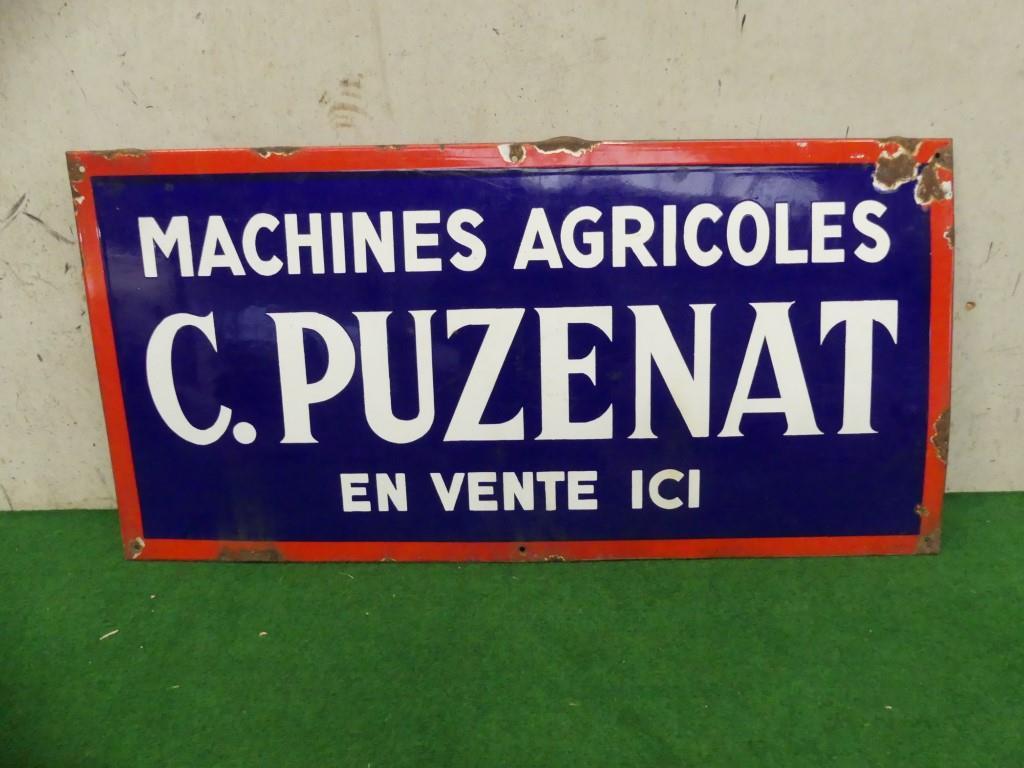 MACHINES AGRICOLES
C. PUZENAT
EN VENTE ICI